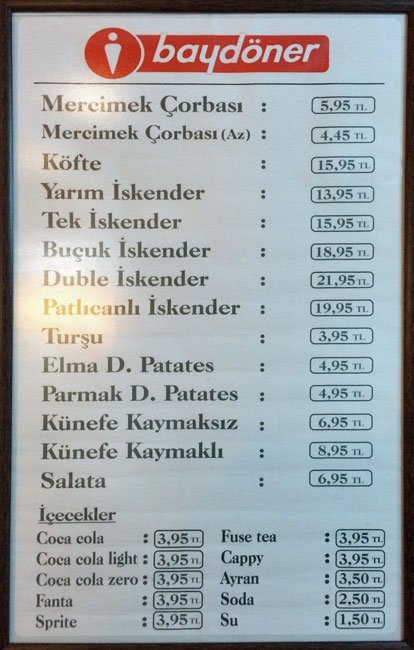 baydöner
Mercimek Çorbası : 5,95 TL
Mercimek Çorbası (Az) : 4,45 TL
Köfte : 15,95 TL
Yarım İskender : 13,95 TL
Tek İskender : 15,95 TL
Buçuk İskender : 18,95 TL
Duble İskender : 21,95 TL
Patlıcanlı İskender : 19,95 TL
Turşu : 3,95 TL
Elma D. Patates : 4,95 TL
Parmak D. Patates : 4,95 TL
Künefe Kaymaksız : 6,95 TL
Künefe Kaymaklı : 8,95 TL
Salata : 6,95 TL
İçecekler
Coca cola : 3,95 TL Fuse tea : 3,95 TL
Coca cola light : 3,95 TL Cappy : 3,95 TL
Coca cola zero : 3,95 TL Ayran : 3,50 TL
Fanta : 3,95 TL Soda : 2,50 TL
Sprite : 3,95 TL Su : 1,50 TL